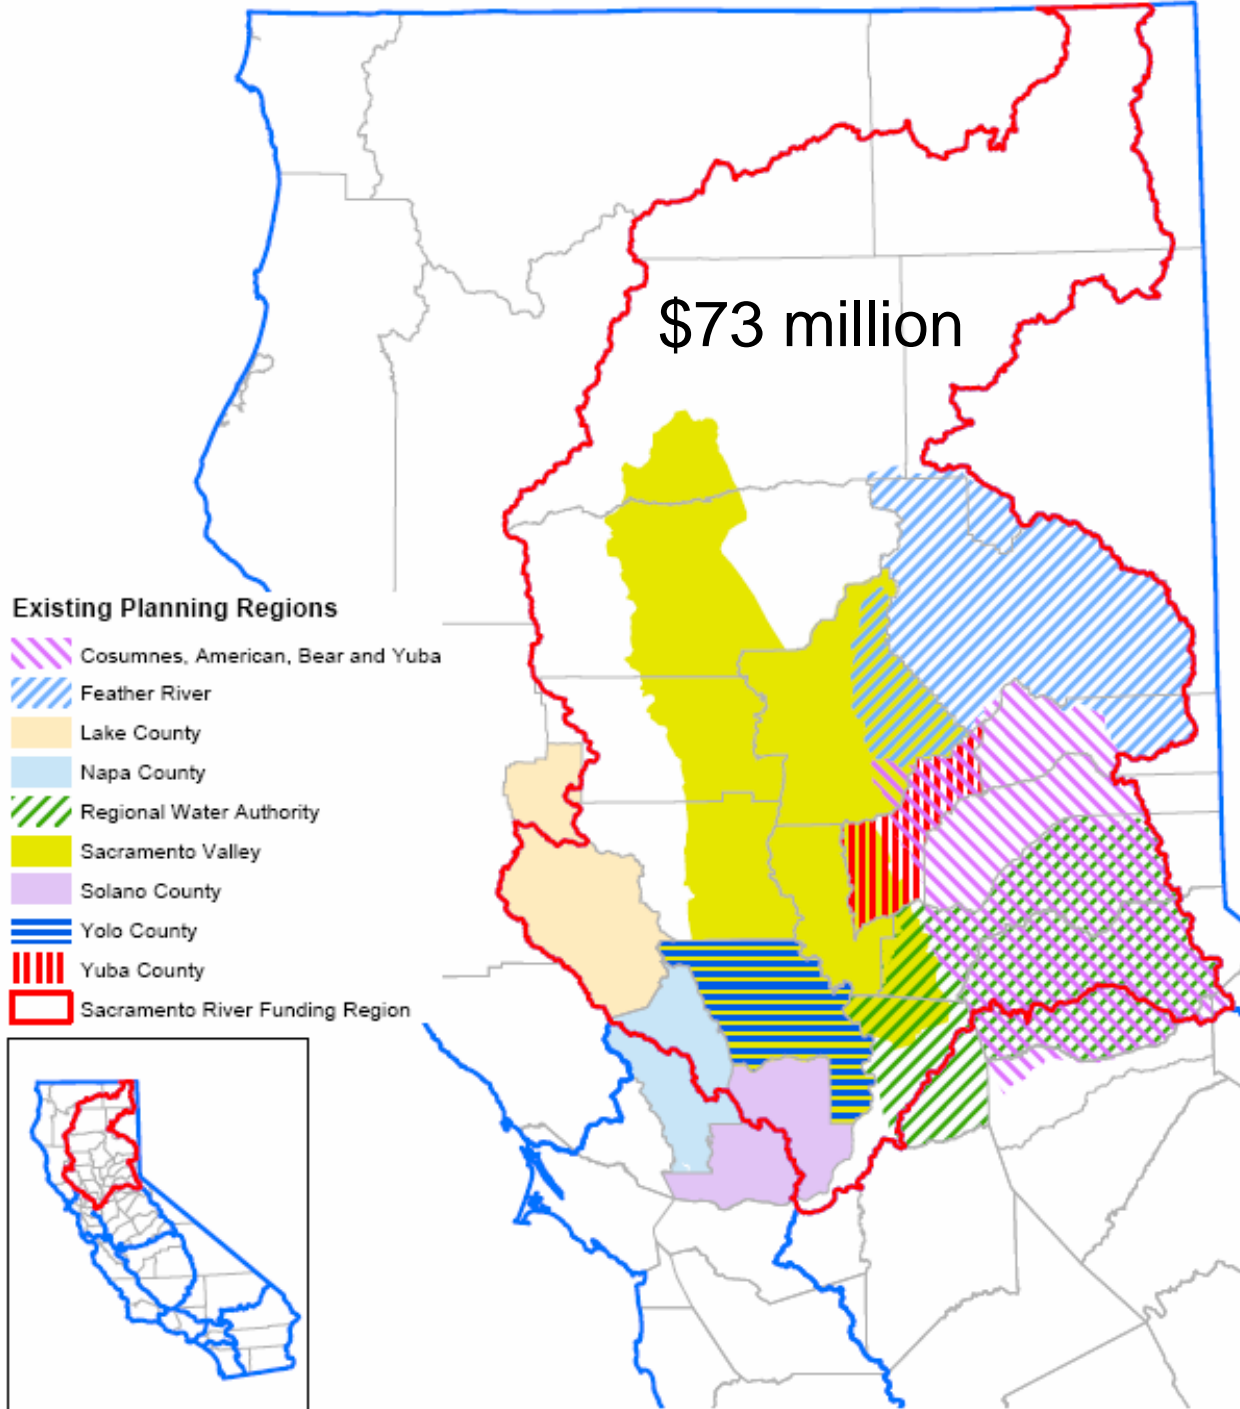 $73 million
Existing Planning Regions
Cosumnes, American, Bear and Yuba
Feather River
Lake County
Napa County
Regional Water Authority
Sacramento Valley
Solano County
Yolo County
Yuba County
Sacramento River Funding Region